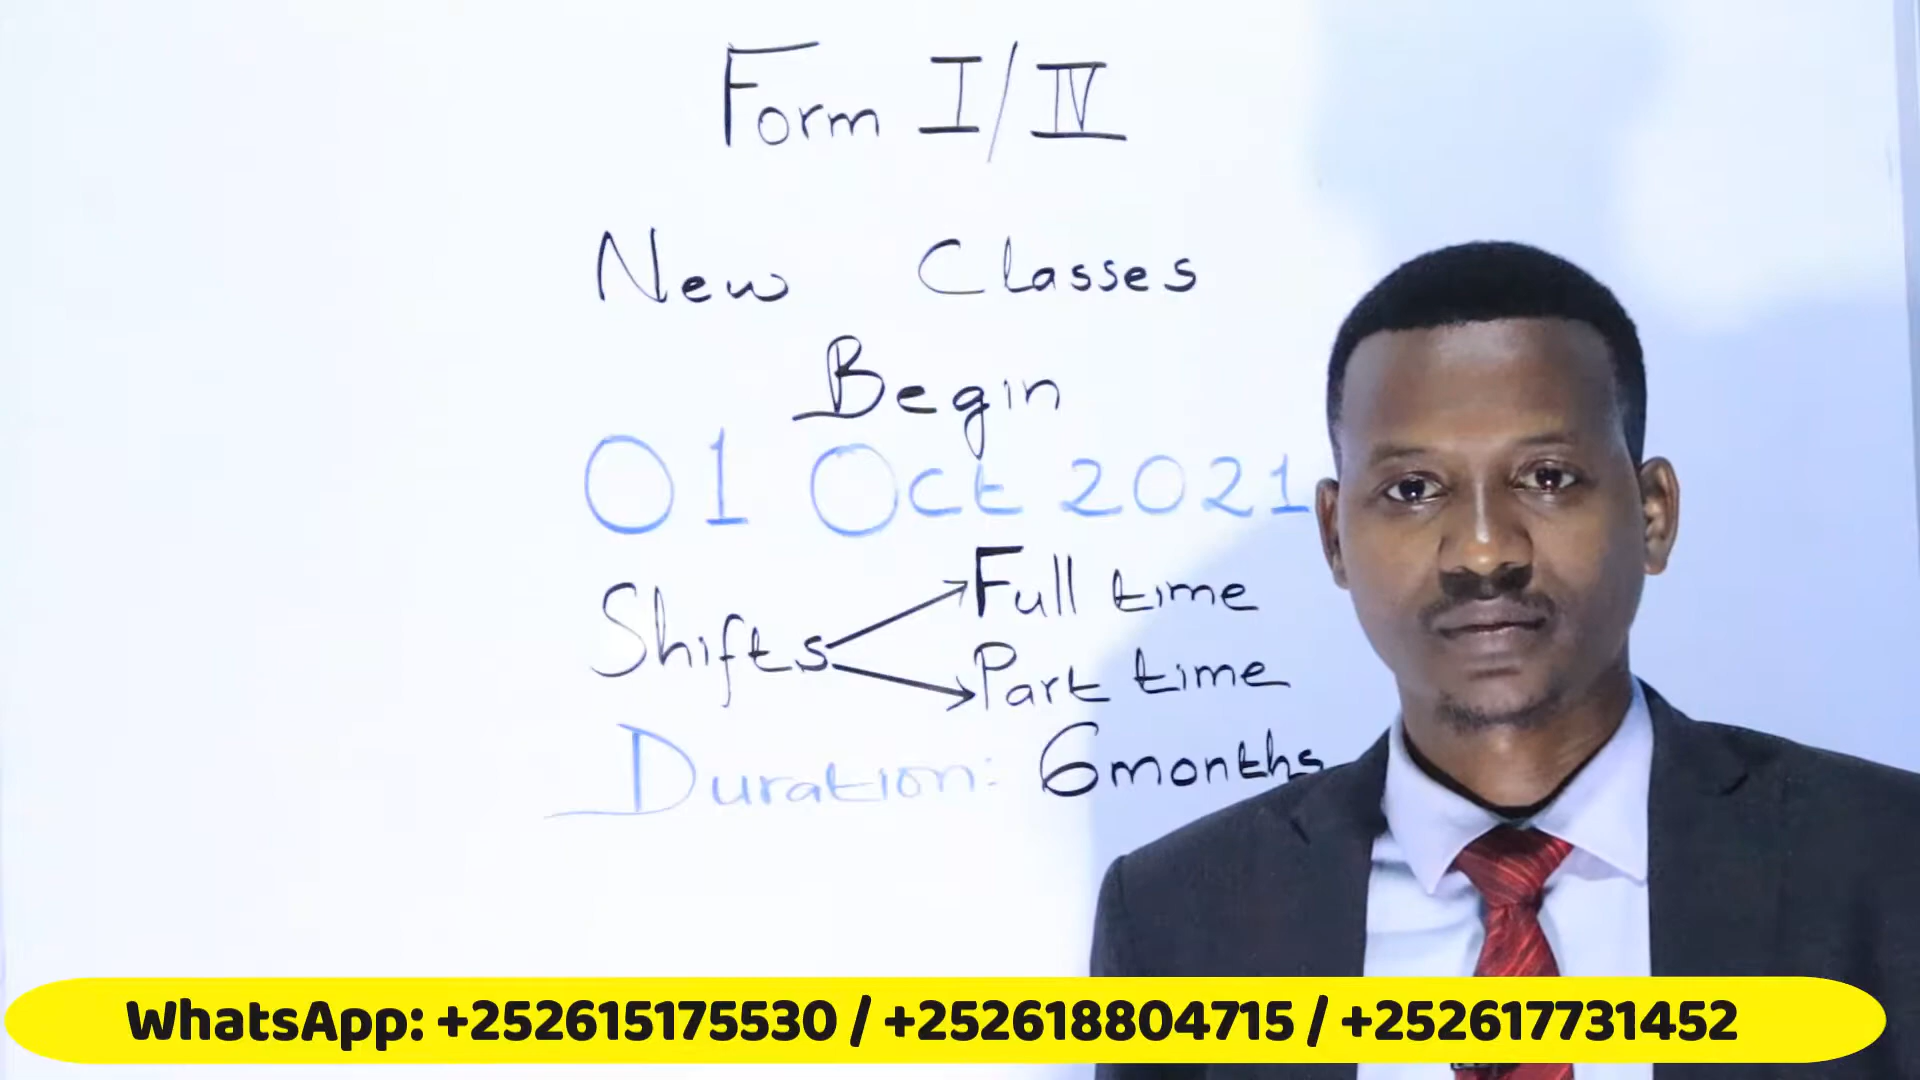 Form I/IV
New Classes
Begin
01 Oct 2021
Shifts
Full time
Part time
Duration: 6months
WhatsApp: +252615175530 / +252618804715 / +252617731452